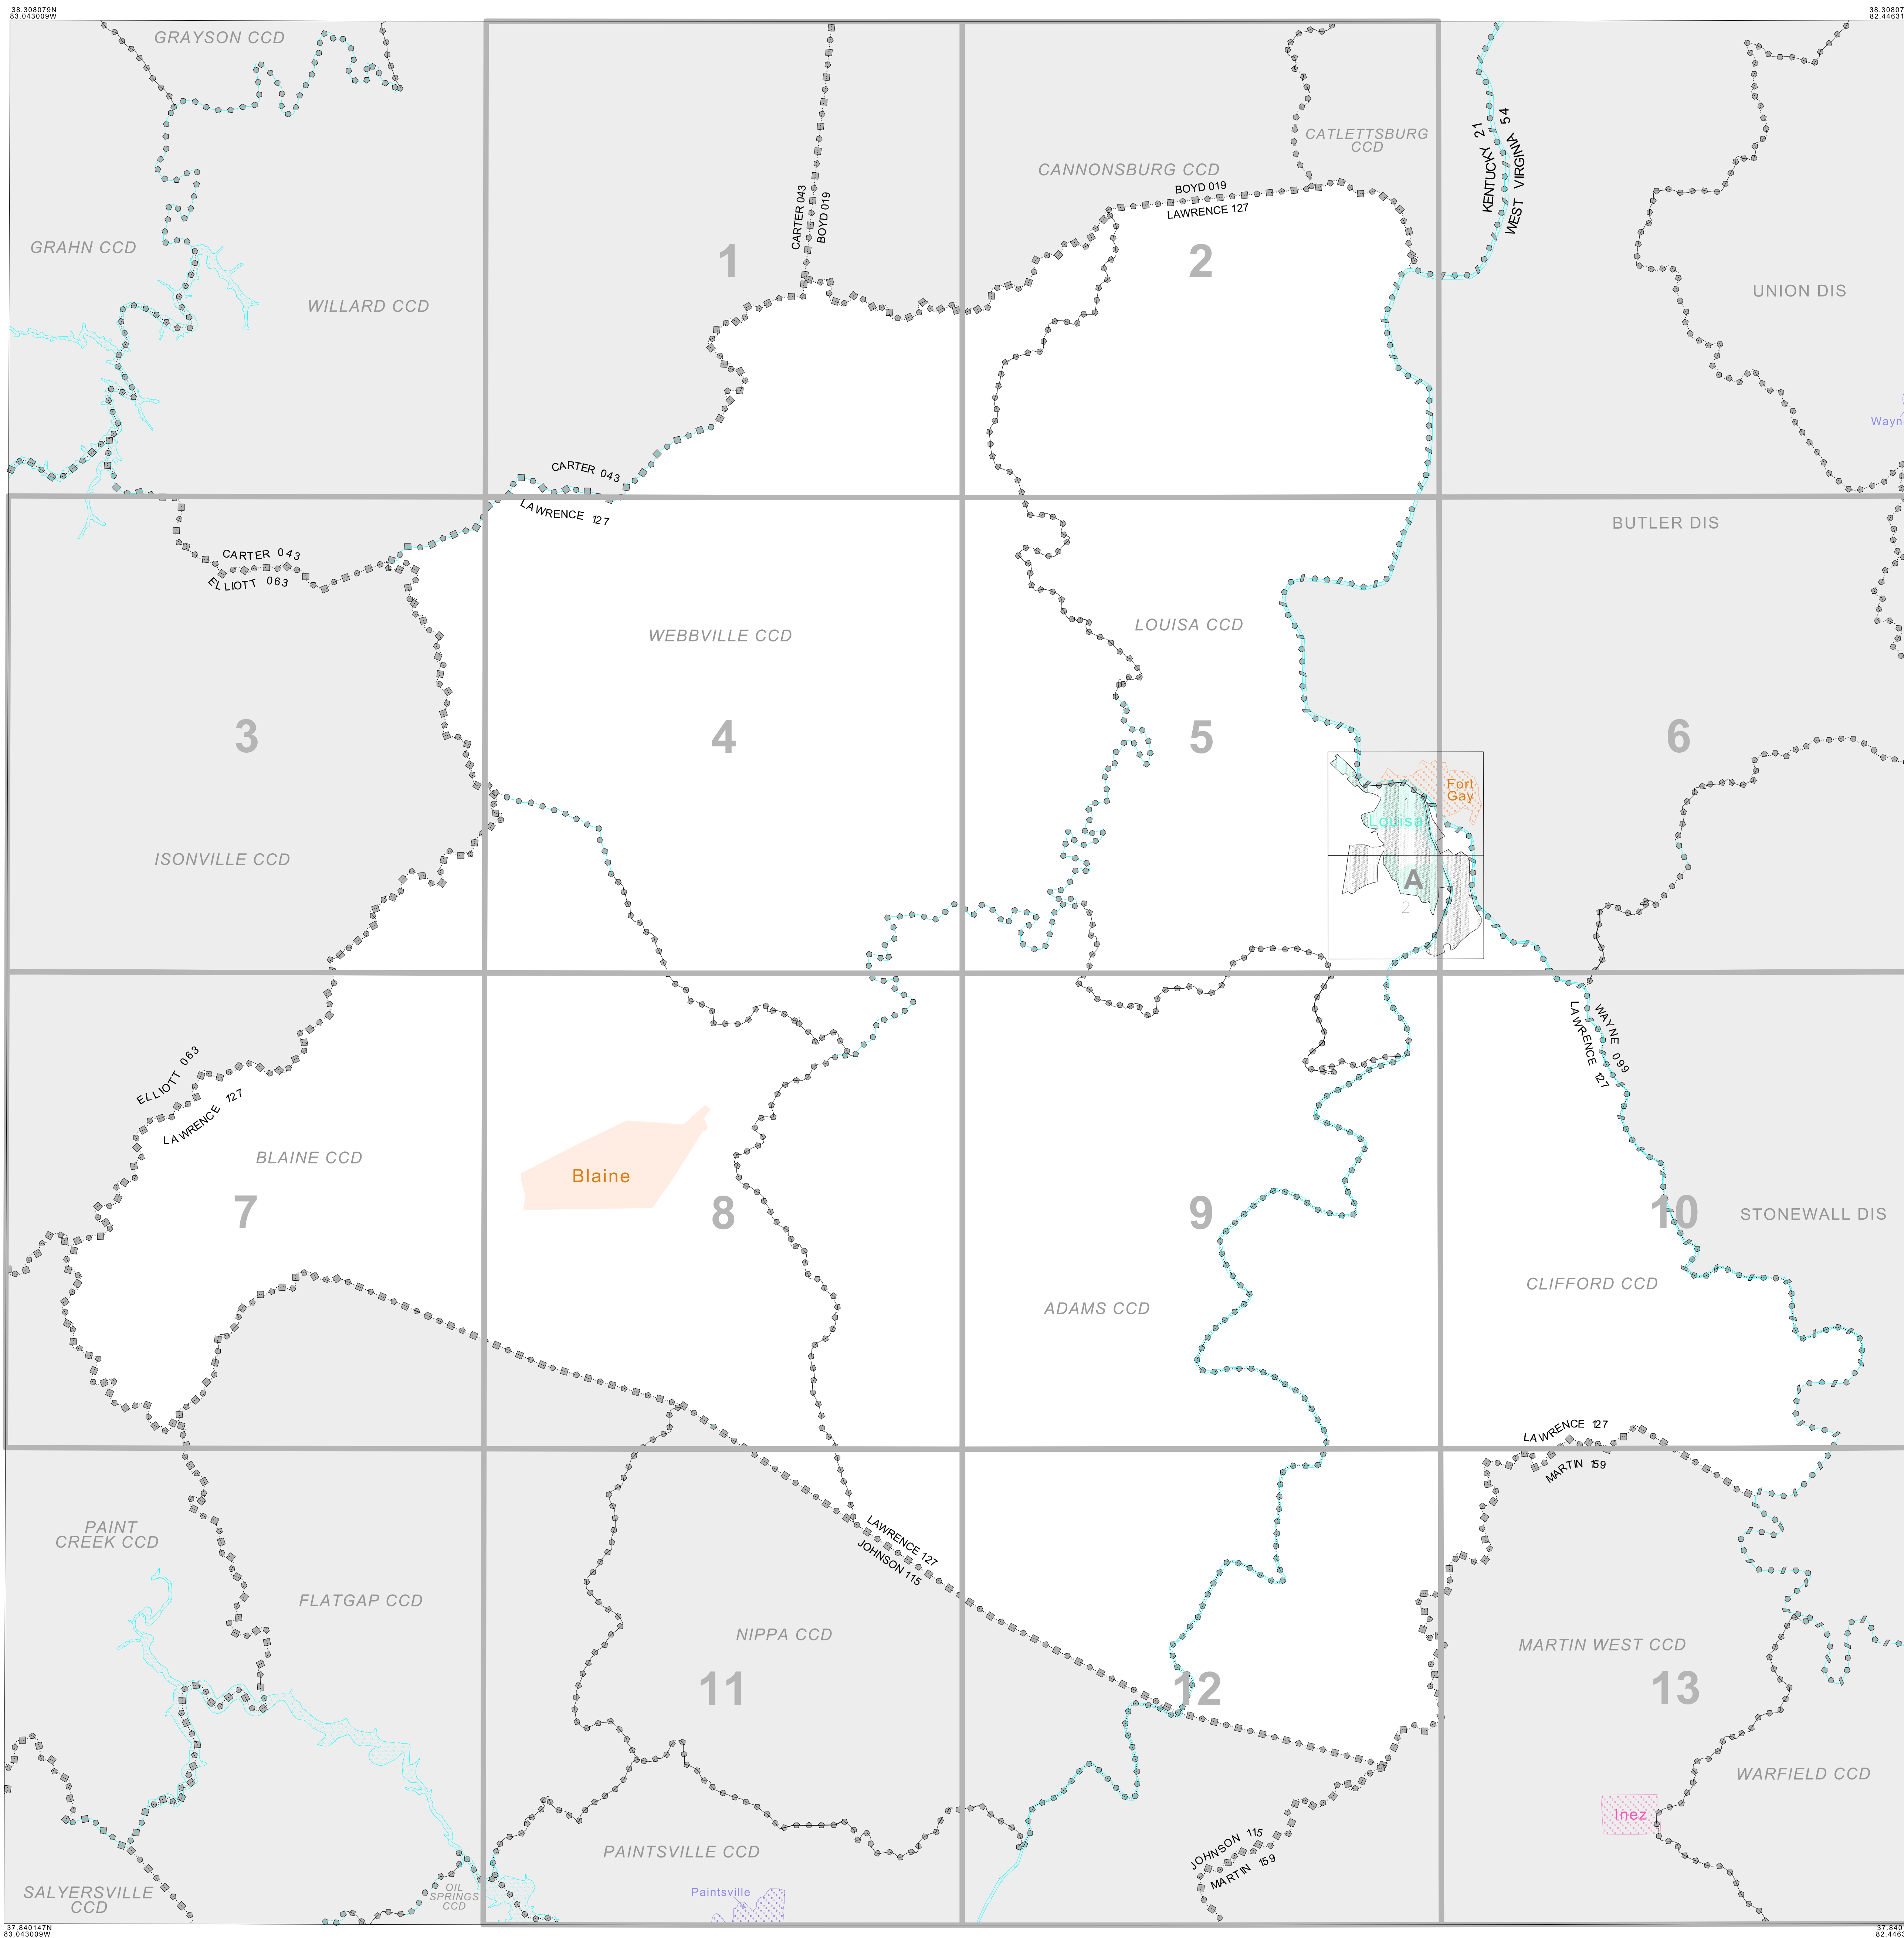 38.308079N
83.043009W
38.30807
82.44631
GRAYSON CCD
CATLETTSBURG
CCD
CANNONSBURG CCD
KENTUCKY 21
WEST VIRGINIA 54
BOYD 019
LAWRENCE 127
CARTER 043
BOYD 019
GRAHN CCD
WILLARD CCD
1
2
UNION DIS
Wayn
CARTER 043
LAWRENCE 127
BUTLER DIS
CARTER 043
ELLIOTT 063
WEBBVILLE CCD
LOUISA CCD
3
4
5
6
Fort
Gay
1
Louisa
ISONVILLE CCD
A
2
WAYNE 099
LAWRENCE 127
ELLIOTT 063
LAWRENCE 127
BLAINE CCD
Blaine
7
8
9
10
STONEWALL DIS
CLIFFORD CCD
ADAMS CCD
LAWRENCE 127
MARTIN 159
PAINT
CREEK CCD
LAWRENCE 127
JOHNSON 115
FLATGAP CCD
NIPPA CCD
MARTIN WEST CCD
11
12
13
WARFIELD CCD
Inez
JOHNSON 115
MARTIN 159
PAINTSVILLE CCD
Paintsville
SALYERSVILLE
CCD
OIL
SPRINGS
CCD
37.840147N
83.043009W
37.840
82.4463